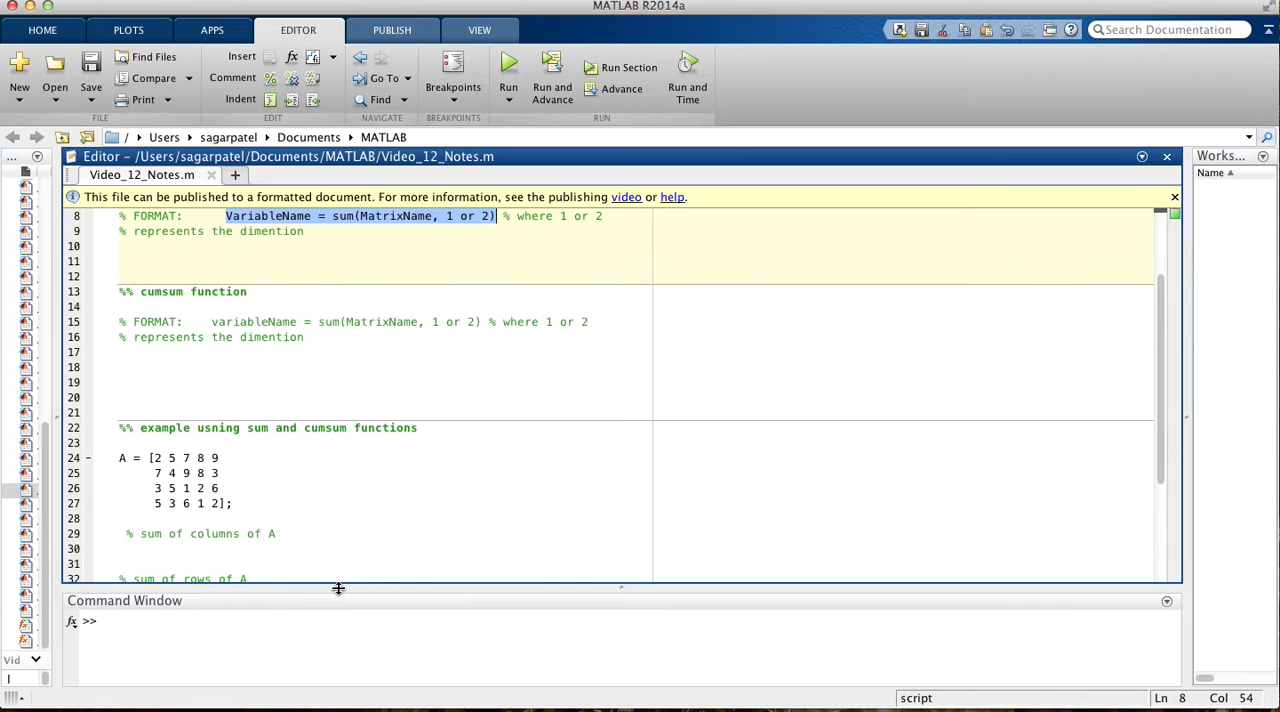 MATLAB R2014a
HOME PLOTS APPS EDITOR PUBLISH VIEW Search Documentation
New Open Save Find Files Compare Print FILE
Insert fx Comment % Indent EDIT
Go To Find NAVIGATE
Breakpoints BREAKPOINTS
Run Run and Advance Run Section Advance Run and Time RUN
/ Users sagarpatel Documents MATLAB
... Editor - /Users/sagarpatel/Documents/MATLAB/Video_12_Notes.m Works...
Video_12_Notes.m × + Name
This file can be published to a formatted document. For more information, see the publishing video or help.
8 % FORMAT: VariableName = sum(MatrixName, 1 or 2) % where 1 or 2
9 % represents the dimention
10
11
12
13 %% cumsum function
14
15 % FORMAT: variableName = sum(MatrixName, 1 or 2) % where 1 or 2
16 % represents the dimention
17
18
19
20
21
22 %% example usning sum and cumsum functions
23
24 - A = [2 5 7 8 9
25 7 4 9 8 3
26 3 5 1 2 6
27 5 3 6 1 2];
28
29 % sum of columns of A
30
31
32 % sum of rows of A
Command Window
fx >>
Vid
script Ln 8 Col 54